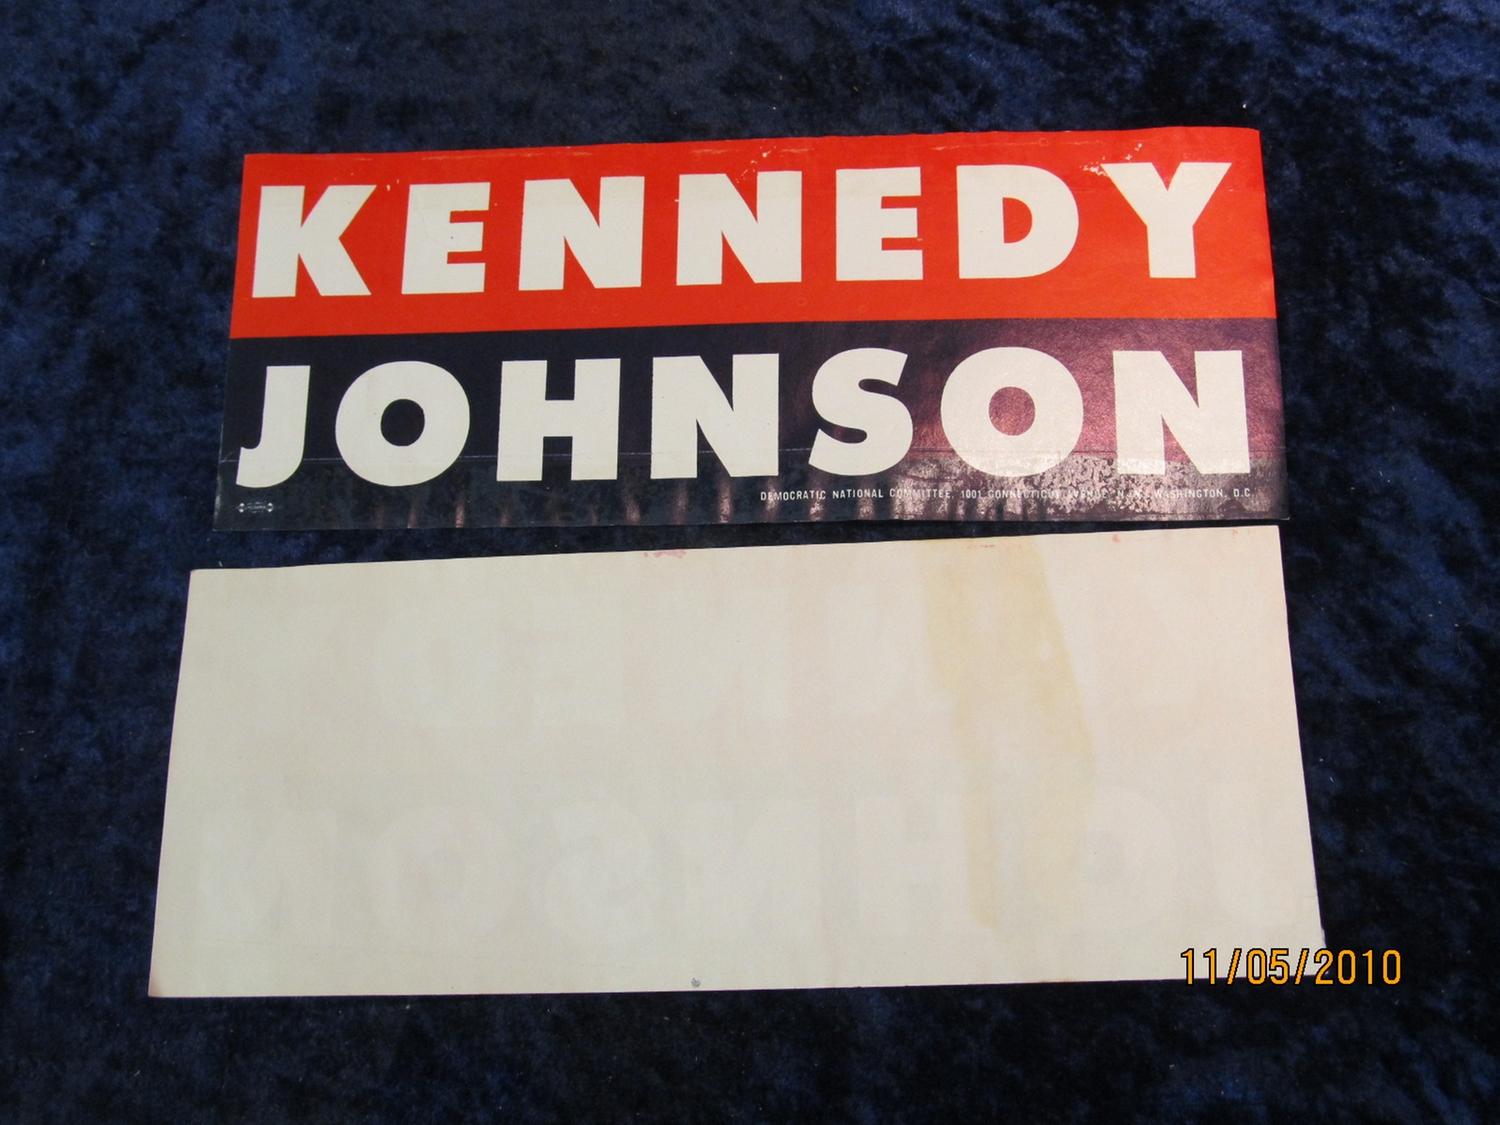 KENNEDY
JOHNSON
DEMOCRATIC NATIONAL COMMITTEE, 1001 CONNECTICUT AVENUE, N. W., WASHINGTON, D.C.
11/05/2010